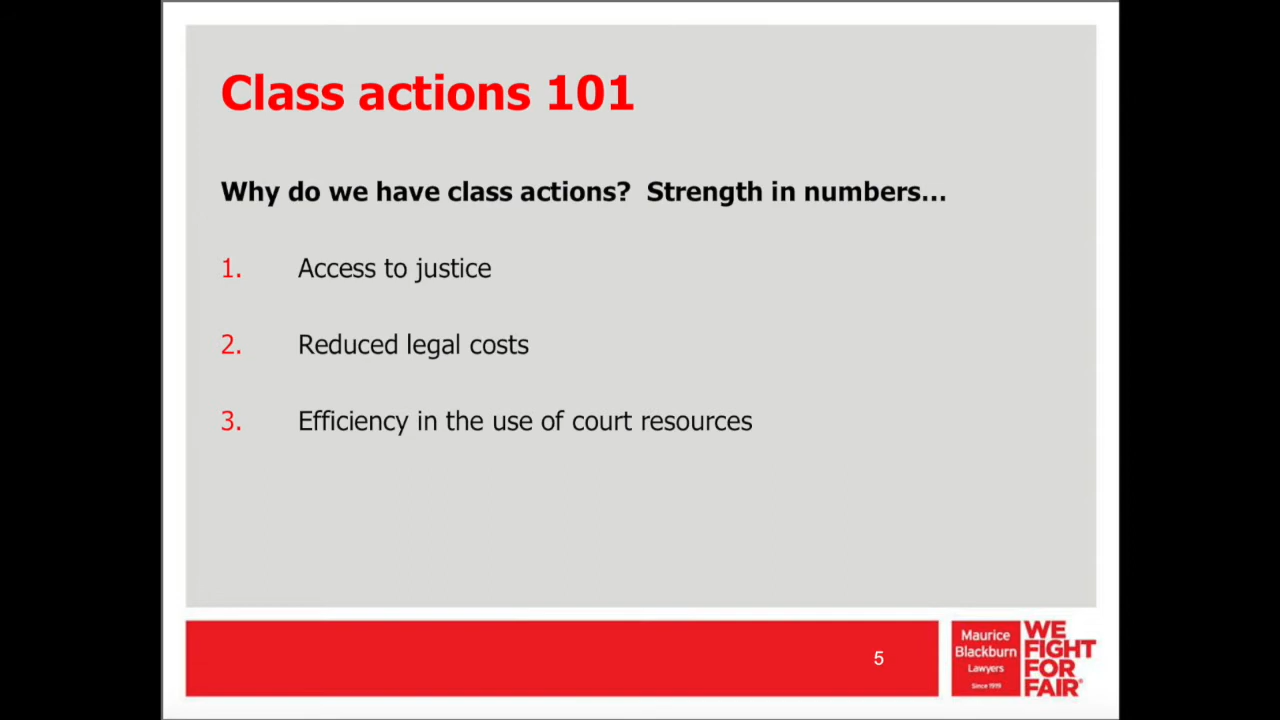 Class actions 101
Why do we have class actions?  Strength in numbers...
1. Access to justice
2. Reduced legal costs
3. Efficiency in the use of court resources
5
Maurice
Blackburn
Lawyers
Since 1919
WE
FIGHT
FOR
FAIR®